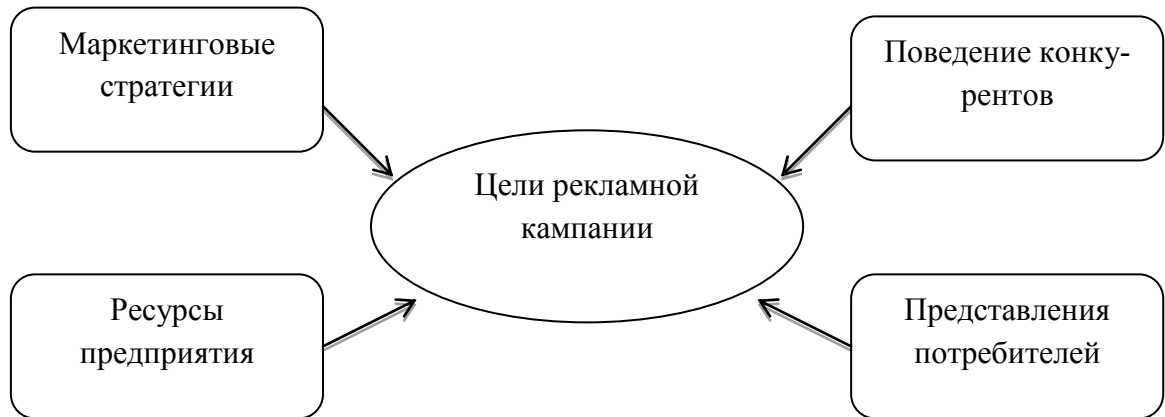 Маркетинговые
стратегии
Поведение конку-
рентов
Цели рекламной
кампании
Ресурсы
предприятия
Представления
потребителей